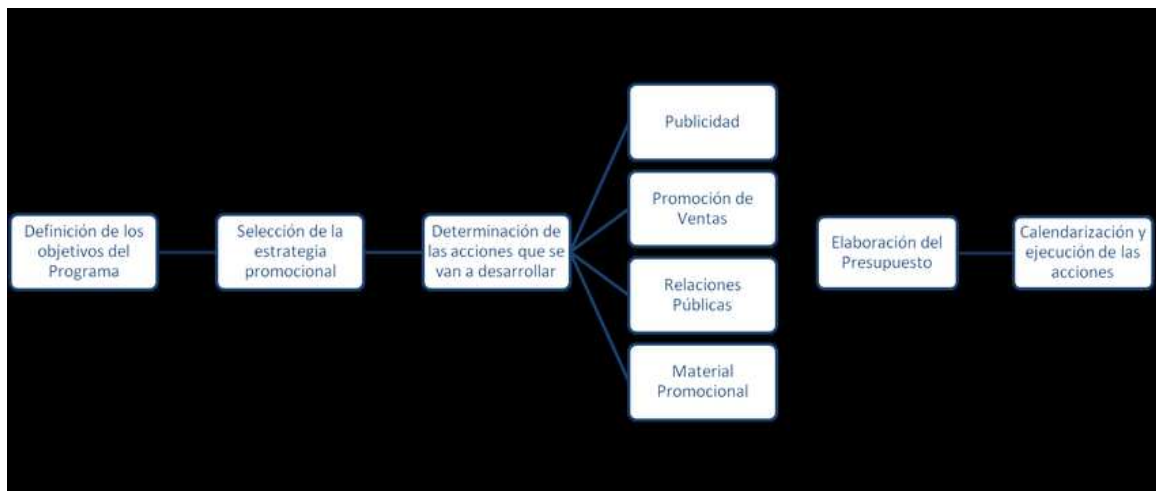 Definición de los
objetivos del
Programa
Selección de la
estrategia
promocional
Determinación de
las acciones que se
van a desarrollar
Publicidad
Promoción de
Ventas
Relaciones
Públicas
Material
Promocional
Elaboración del
Presupuesto
Calendarización y
ejecución de las
acciones